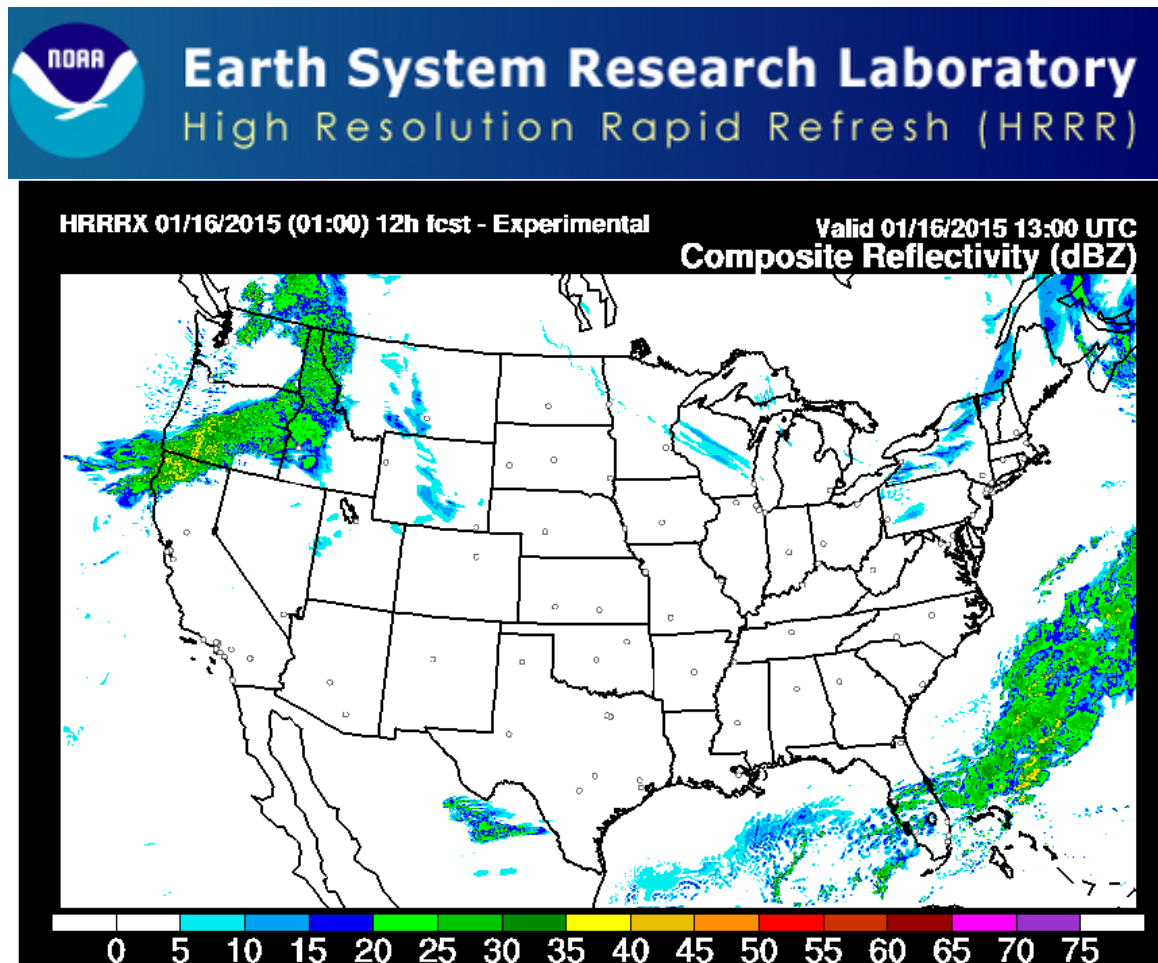 NOAA
Earth System Research Laboratory
High Resolution Rapid Refresh (HRRR)
HRRRX 01/16/2015 (01:00) 12h fcst - Experimental
Valid 01/16/2015 13:00 UTC
Composite Reflectivity (dBZ)
0 5 10 15 20 25 30 35 40 45 50 55 60 65 70 75